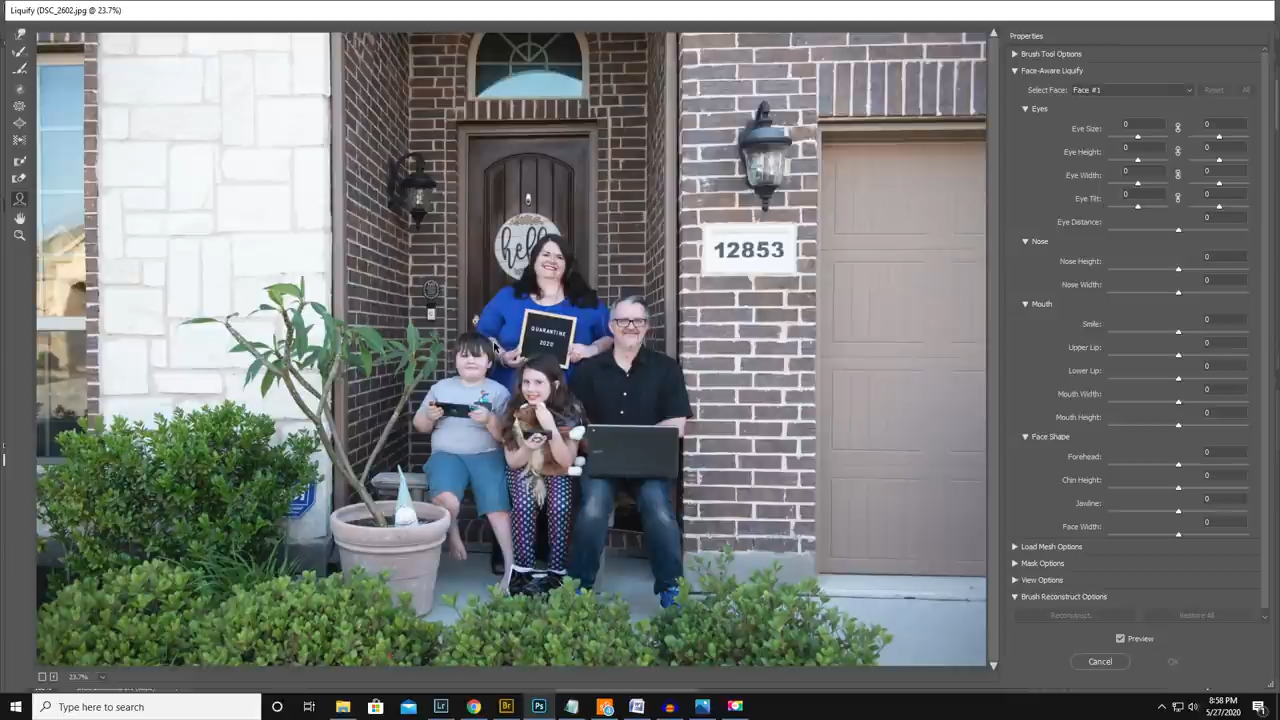 Liquify (DSC_2602.jpg @ 23.7%)
Properties
Brush Tool Options
Face-Aware Liquify
Select Face: Face #1 Reset All
Eyes
Eye Size: 0 0
Eye Height: 0 0
Eye Width: 0 0
Eye Tilt: 0 0
Eye Distance: 0
Nose
Nose Height: 0
Nose Width: 0
Mouth
Smile: 0
Upper Lip: 0
Lower Lip: 0
Mouth Width: 0
Mouth Height: 0
Face Shape
Forehead: 0
Chin Height: 0
Jawline: 0
Face Width: 0
Load Mesh Options
Mask Options
View Options
Brush Reconstruct Options
Reconstruct... Restore All
Preview
Cancel OK
hello
12853
QUARANTINE
2020
23.7%
Type here to search
Lr
Br
Ps
8:58 PM
5/27/2020